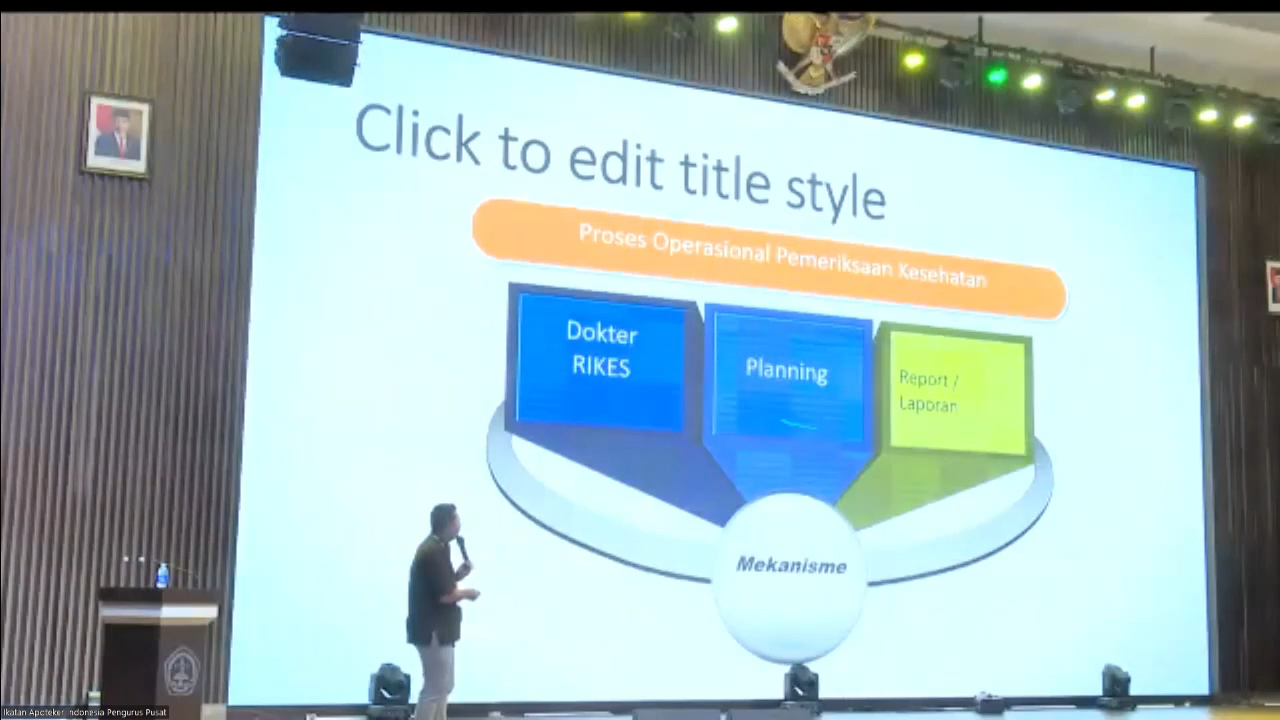 Click to edit title style
Proses Operasional Pemeriksaan Kesehatan
Dokter
RIKES
Planning
Report /
Laporan
Mekanisme
Ikatan Apoteker Indonesia Pengurus Pusat